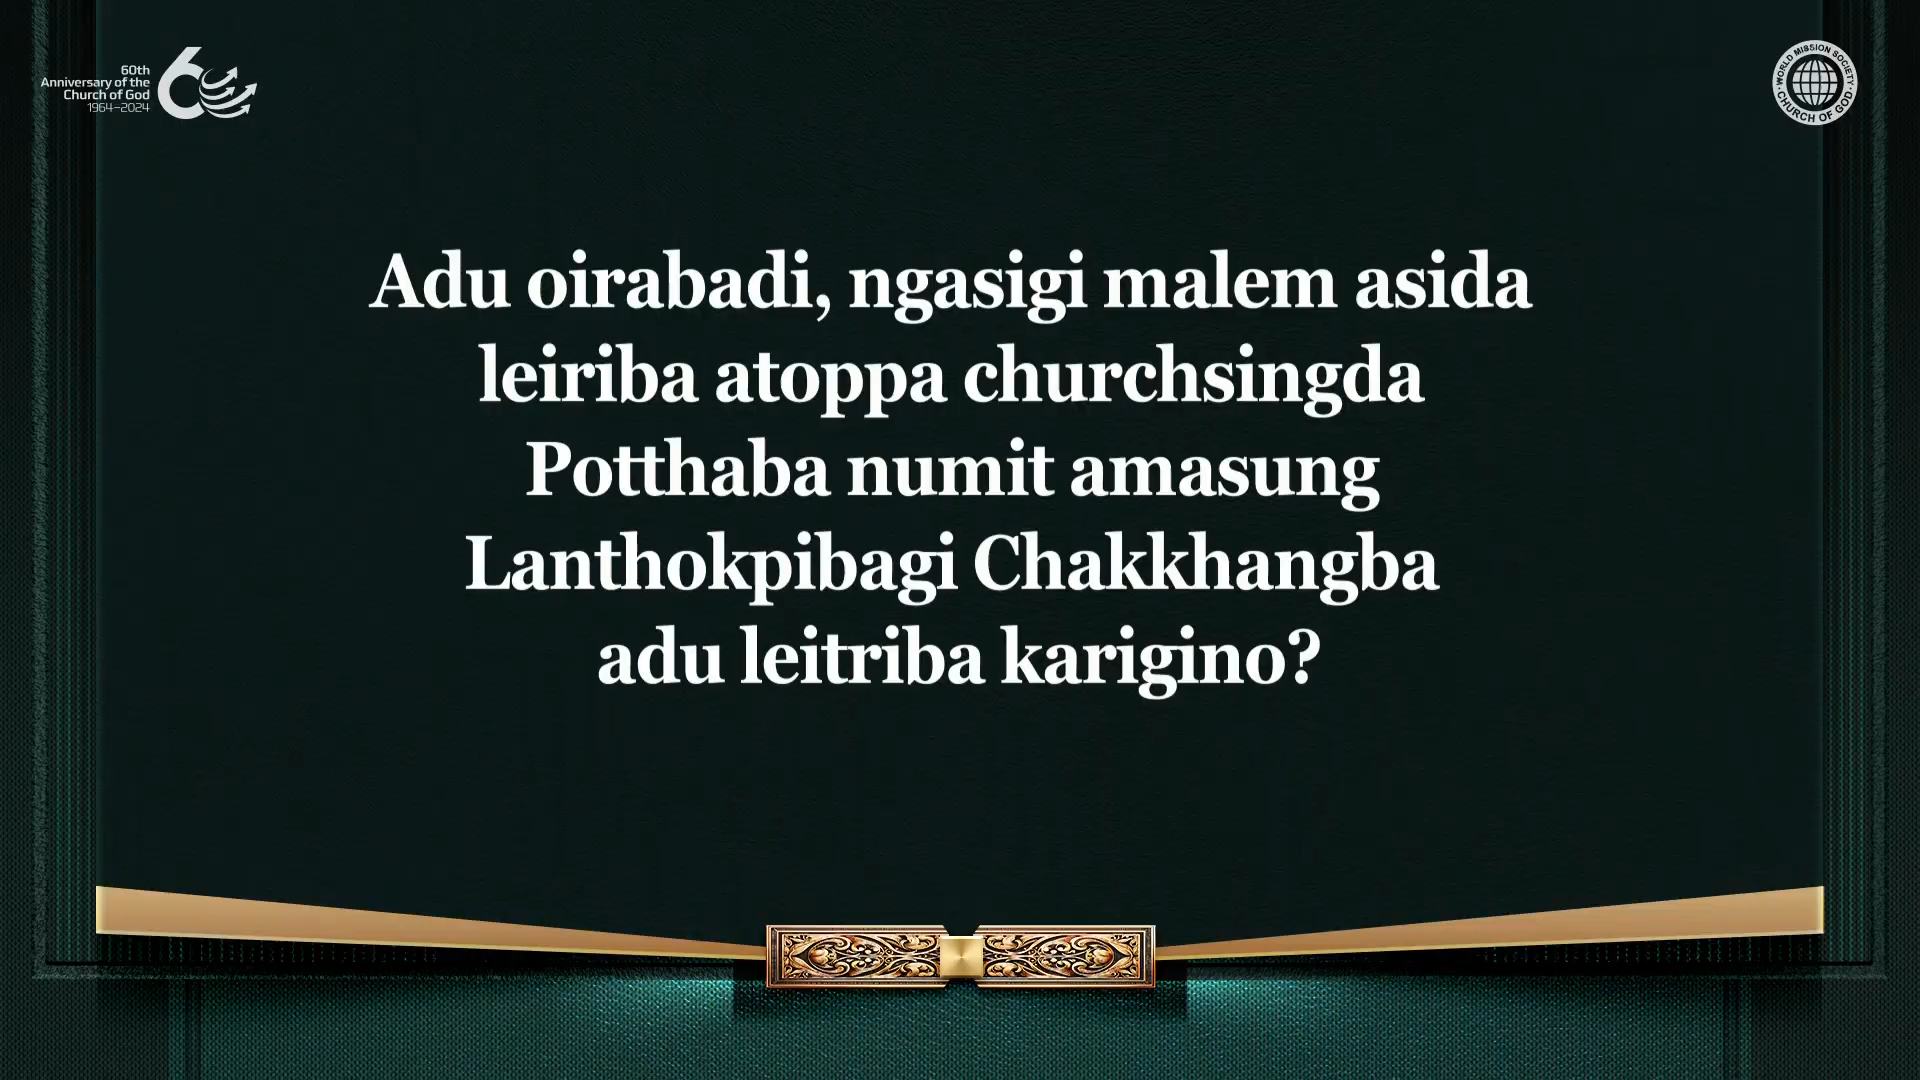 60th
Anniversary of the
Church of God
1964–2024
WORLD MISSION SOCIETY
CHURCH OF GOD
Adu oirabadi, ngasigi malem asida
leiriba atoppa churchsingda
Potthaba numit amasung
Lanthokpibagi Chakkhangba
adu leitriba karigino?